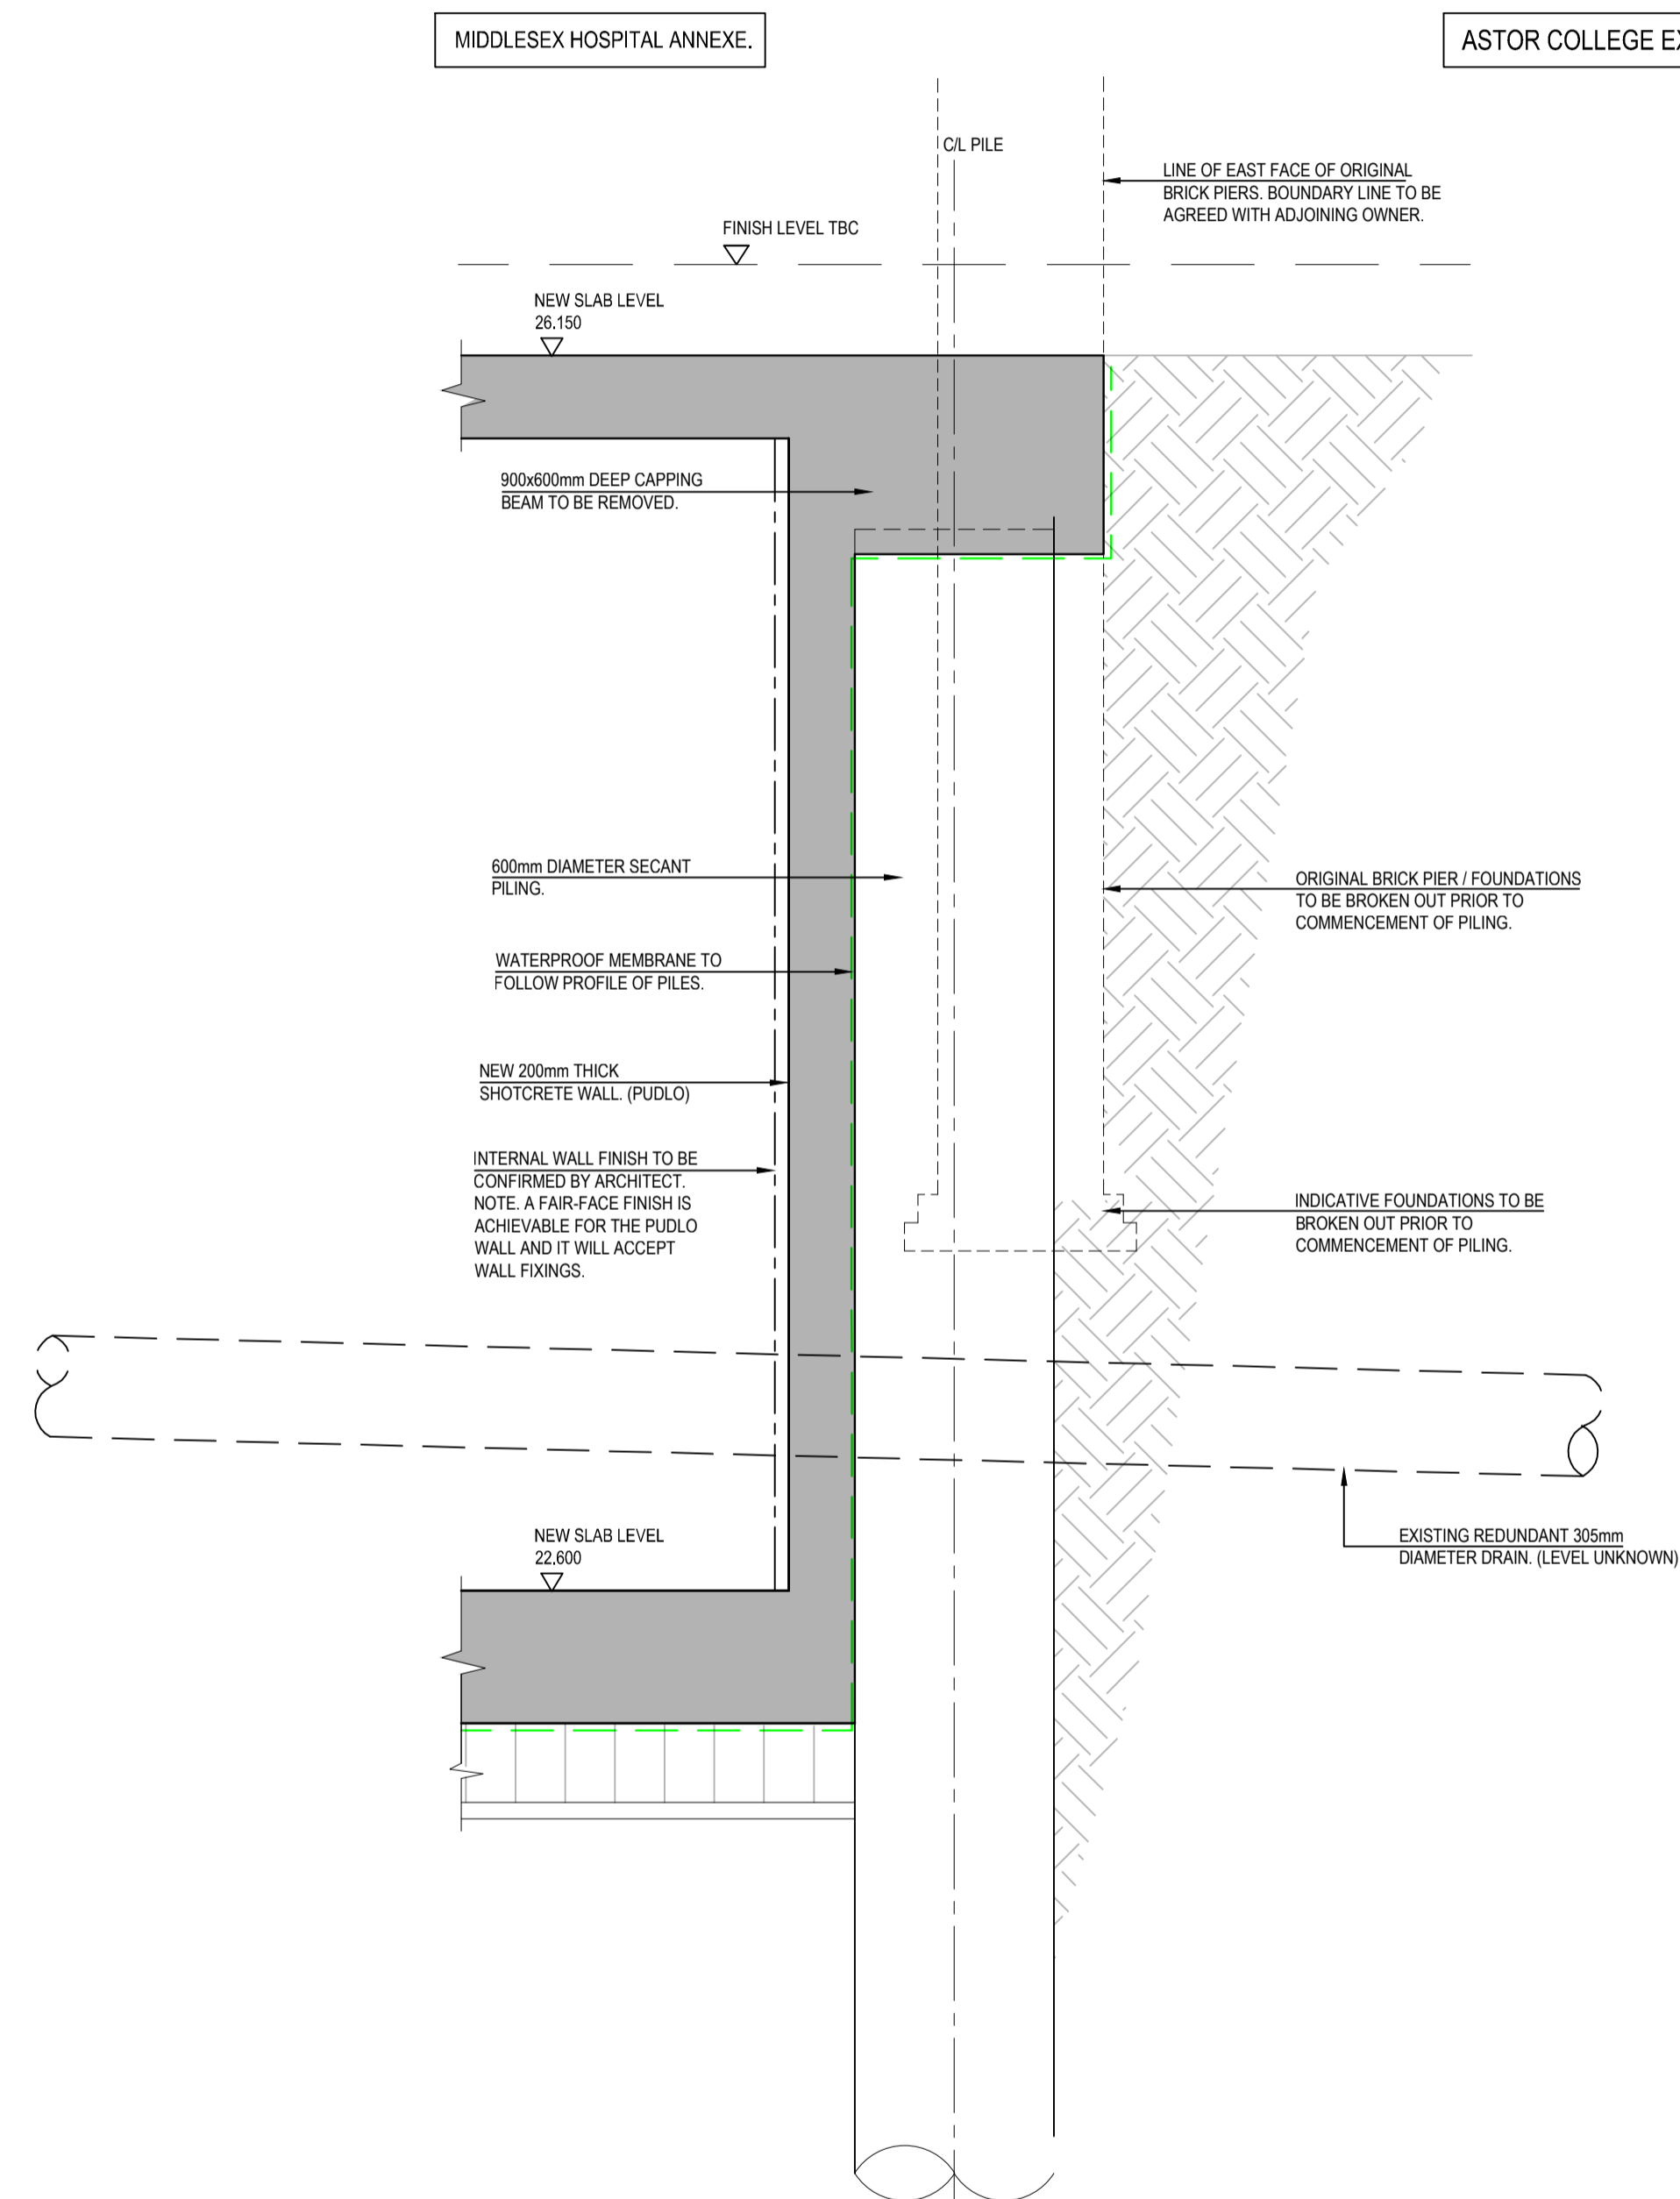 MIDDLESEX HOSPITAL ANNEXE.
ASTOR COLLEGE
C/L PILE
LINE OF EAST FACE OF ORIGINAL
BRICK PIERS. BOUNDARY LINE TO BE
AGREED WITH ADJOINING OWNER.
FINISH LEVEL TBC
NEW SLAB LEVEL
26.150
900x600mm DEEP CAPPING
BEAM TO BE REMOVED.
600mm DIAMETER SECANT
PILING.
ORIGINAL BRICK PIER / FOUNDATIONS
TO BE BROKEN OUT PRIOR TO
COMMENCEMENT OF PILING.
WATERPROOF MEMBRANE TO
FOLLOW PROFILE OF PILES.
NEW 200mm THICK
SHOTCRETE WALL. (PUDLO)
INTERNAL WALL FINISH TO BE
CONFIRMED BY ARCHITECT.
NOTE. A FAIR-FACE FINISH IS
ACHIEVABLE FOR THE PUDLO
WALL AND IT WILL ACCEPT
WALL FIXINGS.
INDICATIVE FOUNDATIONS TO BE
BROKEN OUT PRIOR TO
COMMENCEMENT OF PILING.
NEW SLAB LEVEL
22.600
EXISTING REDUNDANT 305mm
DIAMETER DRAIN. (LEVEL UNKNOWN)